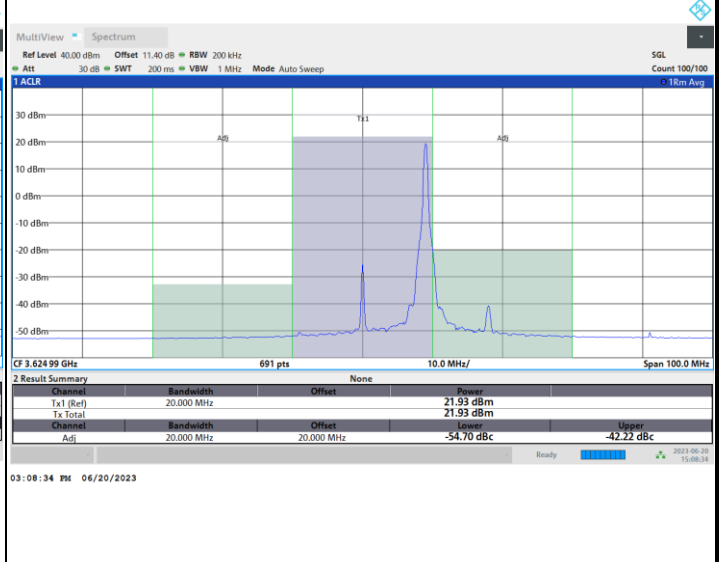 MultiView Spectrum
Ref Level 40.00 dBm Offset 11.40 dB RBW 200 kHz SGL
Att 30 dB SWT 200 ms VBW 1 MHz Mode Auto Sweep Count 100/100
1 ACLR 1Rm Avg
30 dBm
Tx1
Adj Adj
20 dBm
10 dBm
0 dBm
-10 dBm
-20 dBm
-30 dBm
-40 dBm
-50 dBm
CF 3.624 99 GHz 691 pts 10.0 MHz/ Span 100.0 MHz
2 Result Summary None
Channel Bandwidth Offset Power
Tx1 (Ref) 20.000 MHz 21.93 dBm
Tx Total 21.93 dBm
Channel Bandwidth Offset Lower Upper
Adj 20.000 MHz 20.000 MHz -54.70 dBc -42.22 dBc
Ready 2023-06-20
15:08:34
03:08:34 PM 06/20/2023